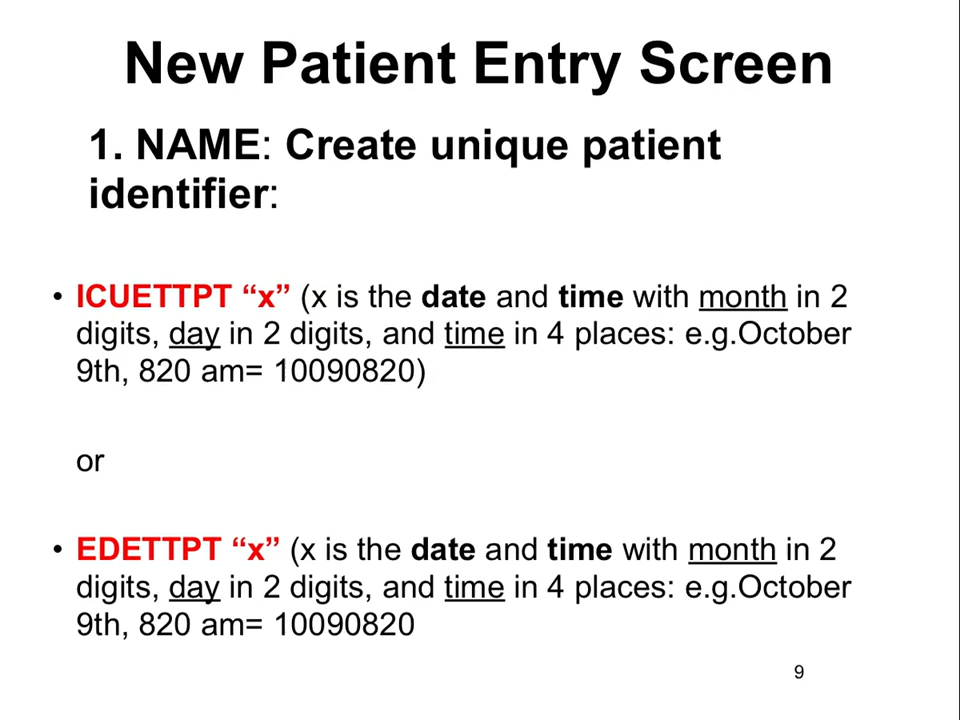 New Patient Entry Screen
1. NAME: Create unique patient
identifier:
• ICUETTPT “x” (x is the date and time with month in 2
digits, day in 2 digits, and time in 4 places: e.g.October
9th, 820 am= 10090820)
or
• EDETTPT “x” (x is the date and time with month in 2
digits, day in 2 digits, and time in 4 places: e.g.October
9th, 820 am= 10090820
9